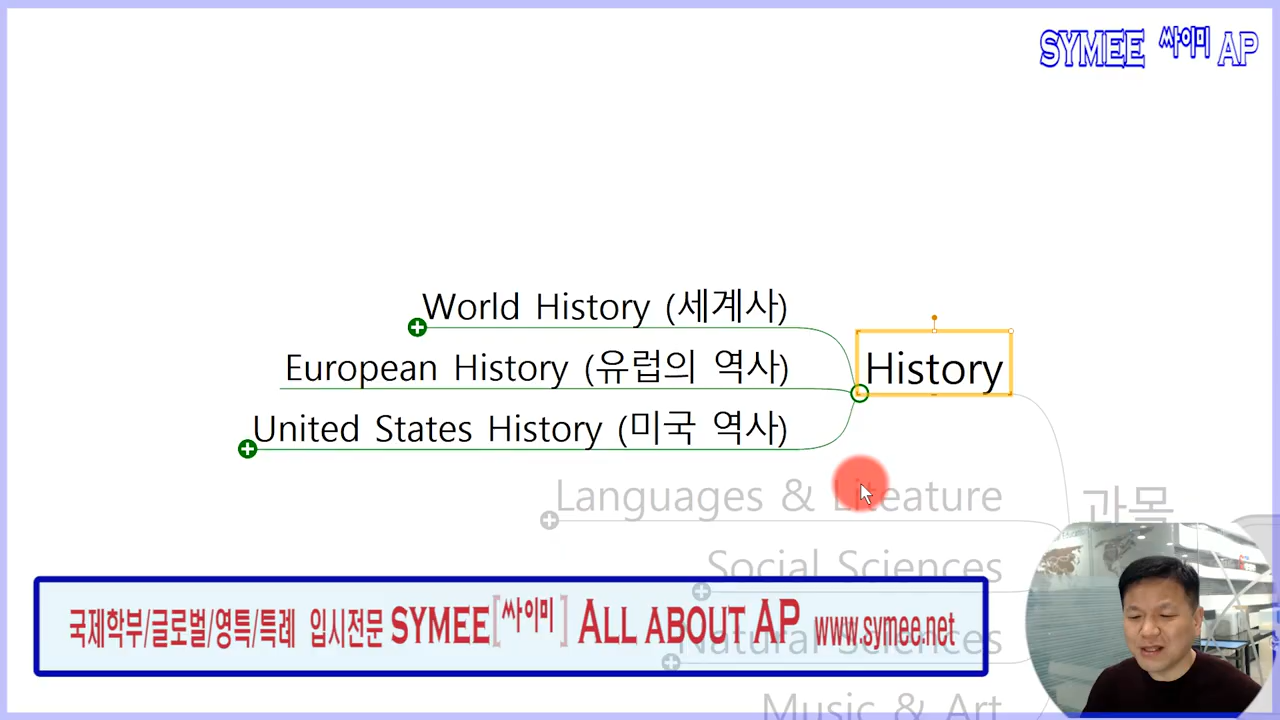 SYMEE 싸이미 AP
World History (세계사)
European History (유럽의 역사)
History
United States History (미국 역사)
Languages & Liteature
과목
Social Sciences
국제학부/글로벌/영특/특례 입시전문 SYMEE[싸이미] ALL ABOUT AP www.symee.net
Natural Sciences
Music & Art